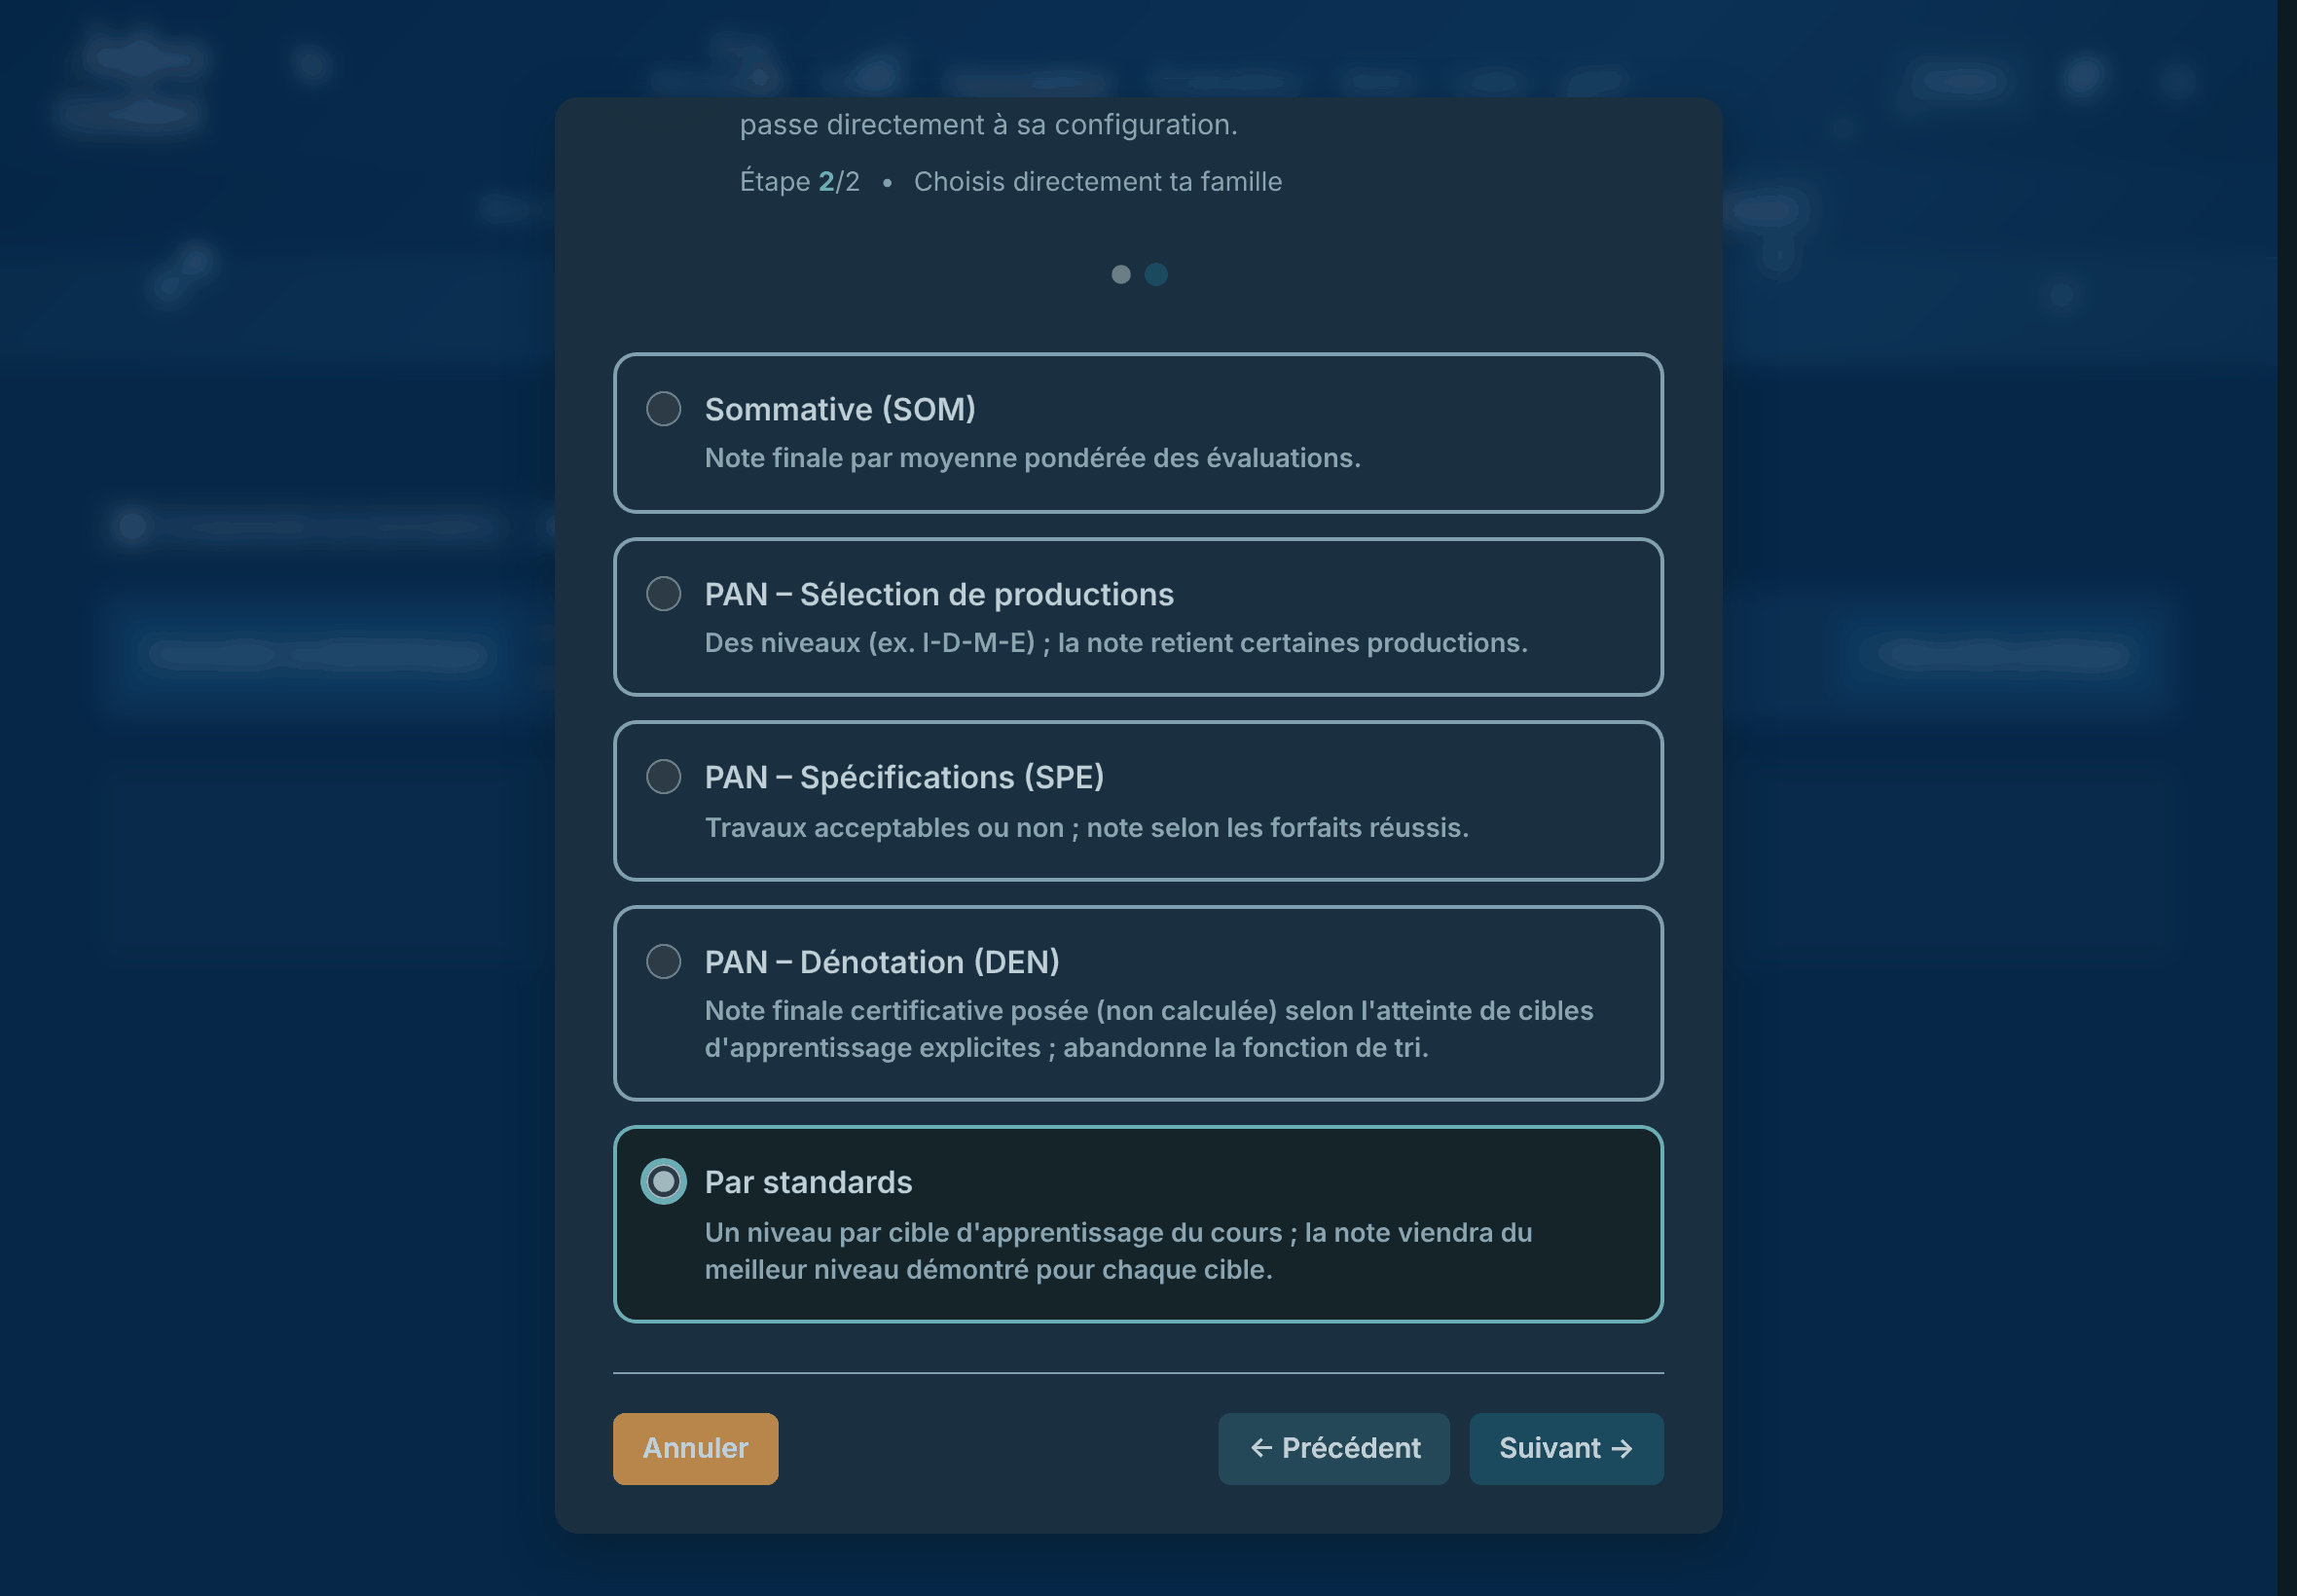 passe directement à sa configuration.
Étape 2/2 • Choisis directement ta famille
Sommative (SOM)
Note finale par moyenne pondérée des évaluations.
PAN – Sélection de productions
Des niveaux (ex. I-D-M-E) ; la note retient certaines productions.
PAN – Spécifications (SPE)
Travaux acceptables ou non ; note selon les forfaits réussis.
PAN – Dénotation (DEN)
Note finale certificative posée (non calculée) selon l'atteinte de cibles
d'apprentissage explicites ; abandonne la fonction de tri.
Par standards
Un niveau par cible d'apprentissage du cours ; la note viendra du
meilleur niveau démontré pour chaque cible.
Annuler
← Précédent
Suivant →